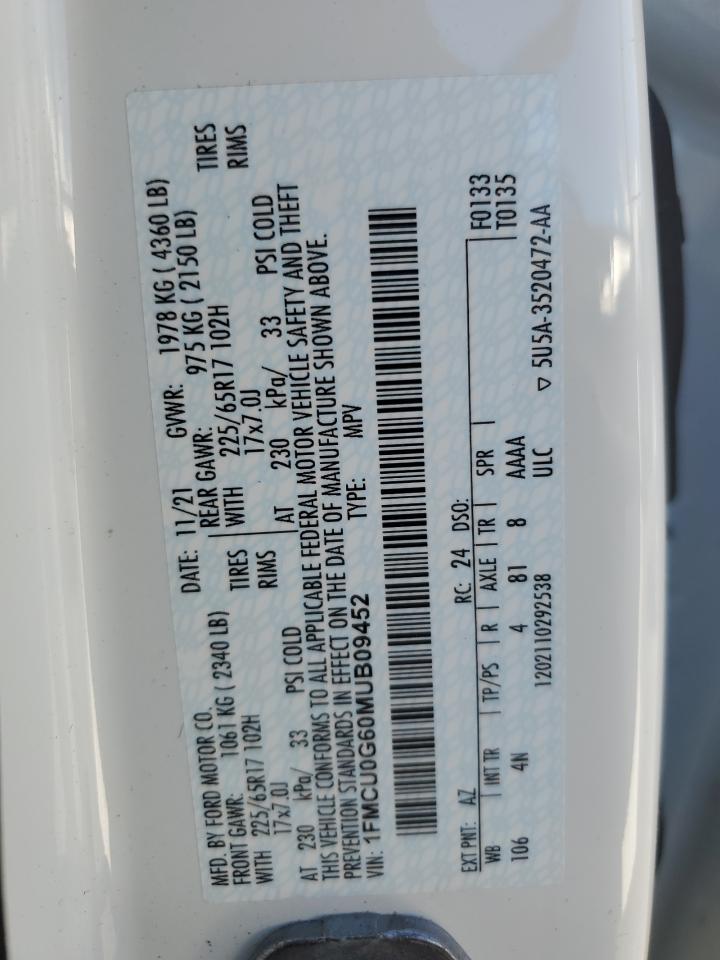 MFD. BY FORD MOTOR CO.
DATE: 11/21 GVWR: 1978 KG ( 4360 LB)
FRONT GAWR: 1061 KG ( 2340 LB) REAR GAWR: 975 KG ( 2150 LB)
WITH 225/65R17 102H TIRES WITH 225/65R17 102H TIRES
17x7.0J RIMS 17x7.0J RIMS
AT 230 kPa/ 33 PSI COLD AT 230 kPa/ 33 PSI COLD
THIS VEHICLE CONFORMS TO ALL APPLICABLE FEDERAL MOTOR VEHICLE SAFETY AND THEFT
PREVENTION STANDARDS IN EFFECT ON THE DATE OF MANUFACTURE SHOWN ABOVE.
VIN: 1FMCU0G60MUB09452 TYPE: MPV
EXT PNT: AZ RC: 24 DSO: F0133
WB INT TR TP/PS R AXLE TR SPR T0135
106 4N 4 81 8 AAAA
1202110292538 ULC ▽ 5U5A-3520472-AA